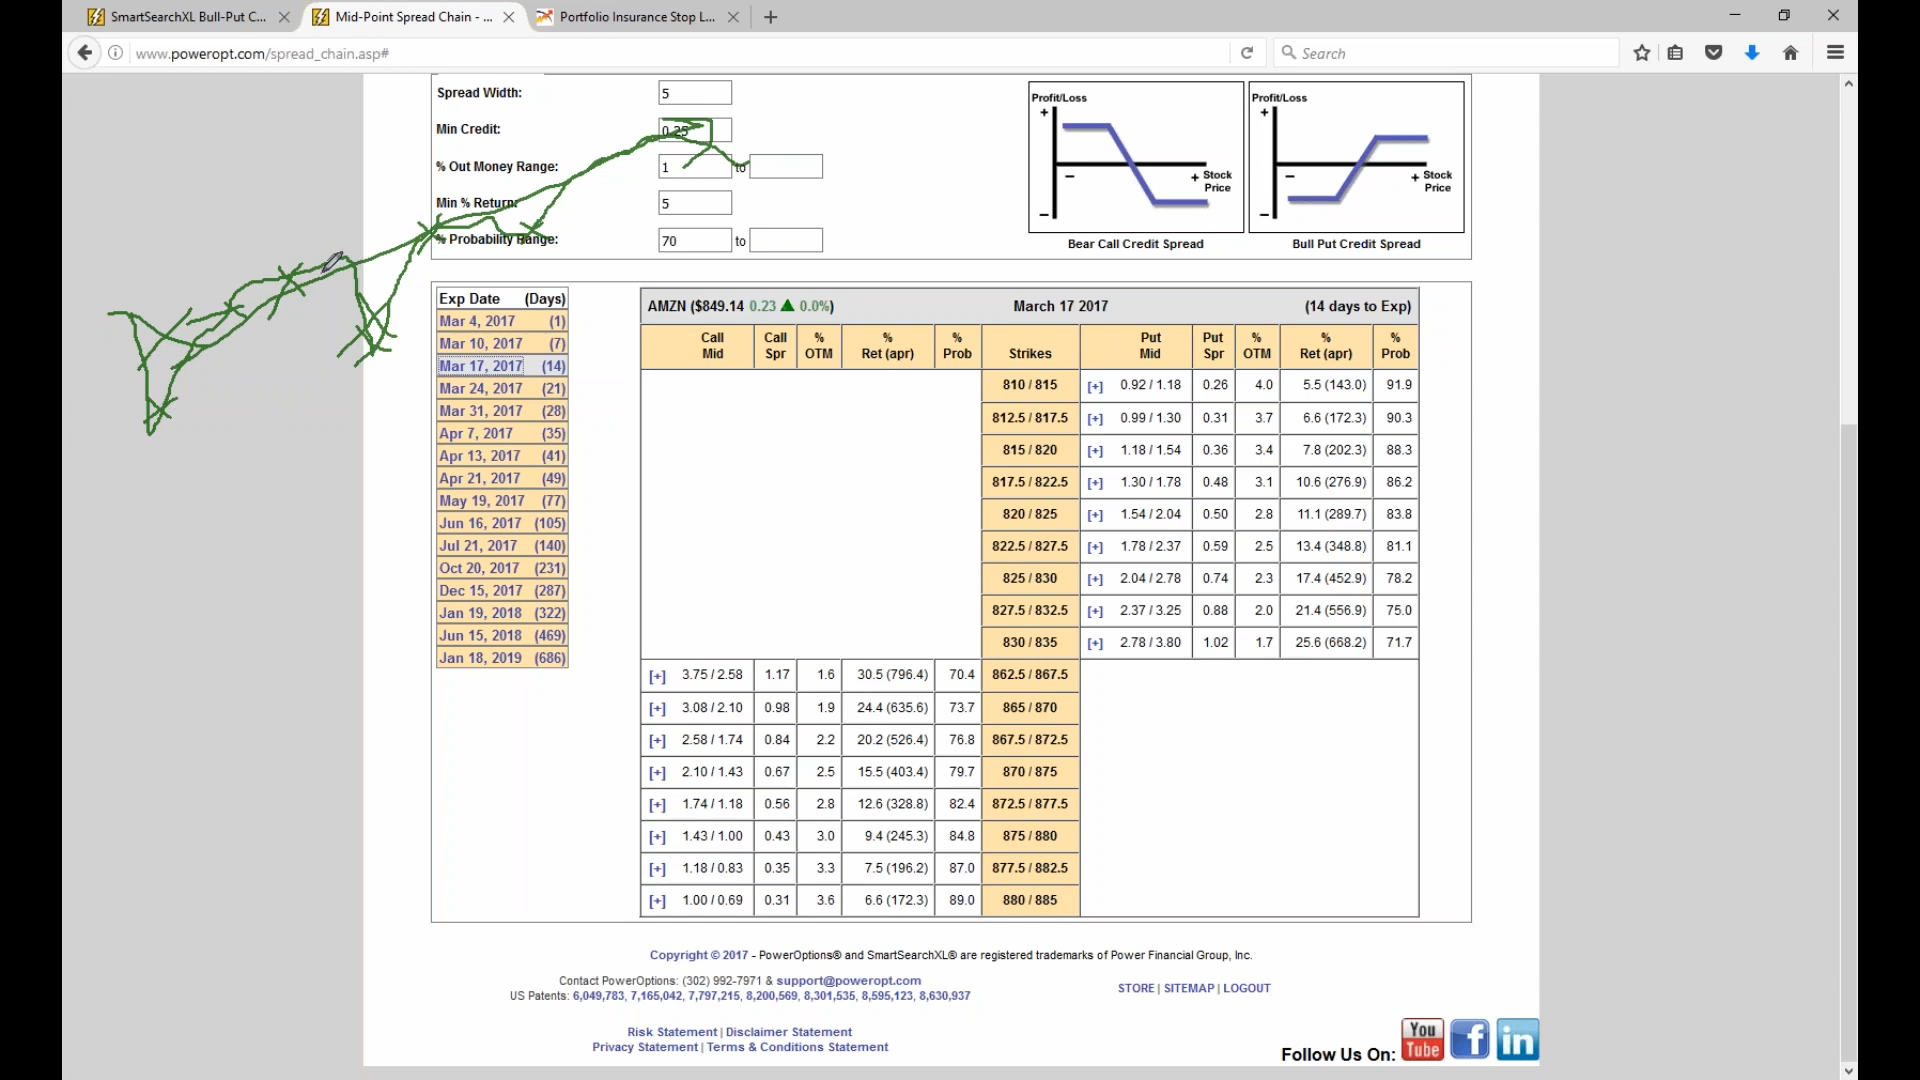 SmartSearchXL Bull-Put C...
Mid-Point Spread Chain - ...
Portfolio Insurance Stop L...
www.poweropt.com/spread_chain.asp#
Search
Spread Width: 5
Min Credit: 0.25
% Out Money Range: 1 to
Min % Return: 5
% Probability Range: 70 to
Profit/Loss
+
−
− + Stock Price
Bear Call Credit Spread
Profit/Loss
+
−
− + Stock Price
Bull Put Credit Spread
Exp Date (Days)
Mar 4, 2017 (1)
Mar 10, 2017 (7)
Mar 17, 2017 (14)
Mar 24, 2017 (21)
Mar 31, 2017 (28)
Apr 7, 2017 (35)
Apr 13, 2017 (41)
Apr 21, 2017 (49)
May 19, 2017 (77)
Jun 16, 2017 (105)
Jul 21, 2017 (140)
Oct 20, 2017 (231)
Dec 15, 2017 (287)
Jan 19, 2018 (322)
Jun 15, 2018 (469)
Jan 18, 2019 (686)
AMZN ($849.14 0.23 ▲ 0.0%) March 17 2017 (14 days to Exp)
Call Mid Call Spr % OTM % Ret (apr) % Prob Strikes Put Mid Put Spr % OTM % Ret (apr) % Prob
810 / 815 [+] 0.92 / 1.18 0.26 4.0 5.5 (143.0) 91.9
812.5 / 817.5 [+] 0.99 / 1.30 0.31 3.7 6.6 (172.3) 90.3
815 / 820 [+] 1.18 / 1.54 0.36 3.4 7.8 (202.3) 88.3
817.5 / 822.5 [+] 1.30 / 1.78 0.48 3.1 10.6 (276.9) 86.2
820 / 825 [+] 1.54 / 2.04 0.50 2.8 11.1 (289.7) 83.8
822.5 / 827.5 [+] 1.78 / 2.37 0.59 2.5 13.4 (348.8) 81.1
825 / 830 [+] 2.04 / 2.78 0.74 2.3 17.4 (452.9) 78.2
827.5 / 832.5 [+] 2.37 / 3.25 0.88 2.0 21.4 (556.9) 75.0
830 / 835 [+] 2.78 / 3.80 1.02 1.7 25.6 (668.2) 71.7
[+] 3.75 / 2.58 1.17 1.6 30.5 (796.4) 70.4 862.5 / 867.5
[+] 3.08 / 2.10 0.98 1.9 24.4 (635.6) 73.7 865 / 870
[+] 2.58 / 1.74 0.84 2.2 20.2 (526.4) 76.8 867.5 / 872.5
[+] 2.10 / 1.43 0.67 2.5 15.5 (403.4) 79.7 870 / 875
[+] 1.74 / 1.18 0.56 2.8 12.6 (328.8) 82.4 872.5 / 877.5
[+] 1.43 / 1.00 0.43 3.0 9.4 (245.3) 84.8 875 / 880
[+] 1.18 / 0.83 0.35 3.3 7.5 (196.2) 87.0 877.5 / 882.5
[+] 1.00 / 0.69 0.31 3.6 6.6 (172.3) 89.0 880 / 885
Copyright © 2017 - PowerOptions® and SmartSearchXL® are registered trademarks of Power Financial Group, Inc.
Contact PowerOptions: (302) 992-7971 & support@poweropt.com
US Patents: 6,049,783, 7,165,042, 7,797,215, 8,200,569, 8,301,535, 8,595,123, 8,630,937
STORE | SITEMAP | LOGOUT
Risk Statement | Disclaimer Statement
Privacy Statement | Terms & Conditions Statement
Follow Us On: You Tube f in